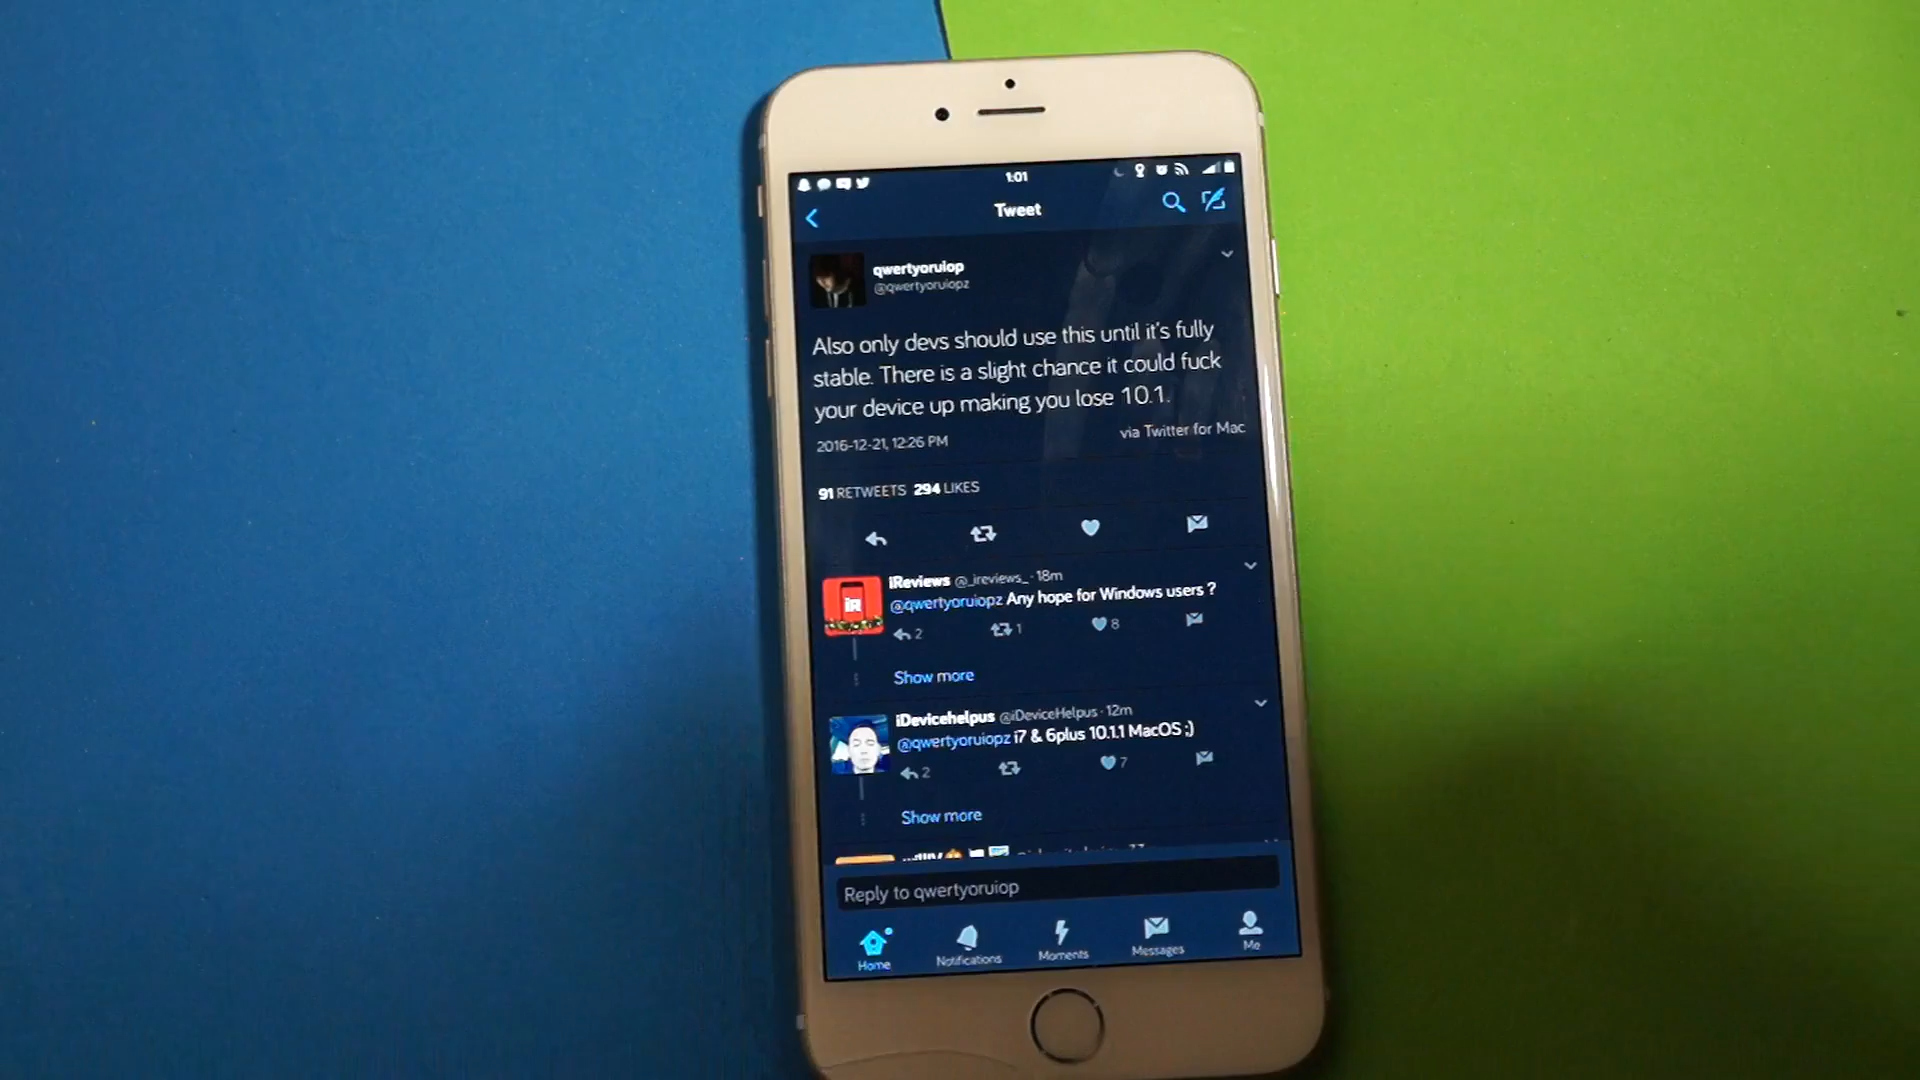 1:01
Tweet
qwertyoruiop
@qwertyoruiopz
Also only devs should use this until it's fully
stable. There is a slight chance it could fuck
your device up making you lose 10.1.
2016-12-21, 12:26 PM via Twitter for Mac
91 RETWEETS 294 LIKES
iR
iReviews @_ireviews_ · 18m
@qwertyoruiopz Any hope for Windows users ?
2 1 8
Show more
iDevicehelpus @iDeviceHelpus · 12m
@qwertyoruiopz i7 & 6plus 10.1.1 MacOS ;)
2 7
Show more
Reply to qwertyoruiop
Home Notifications Moments Messages Me